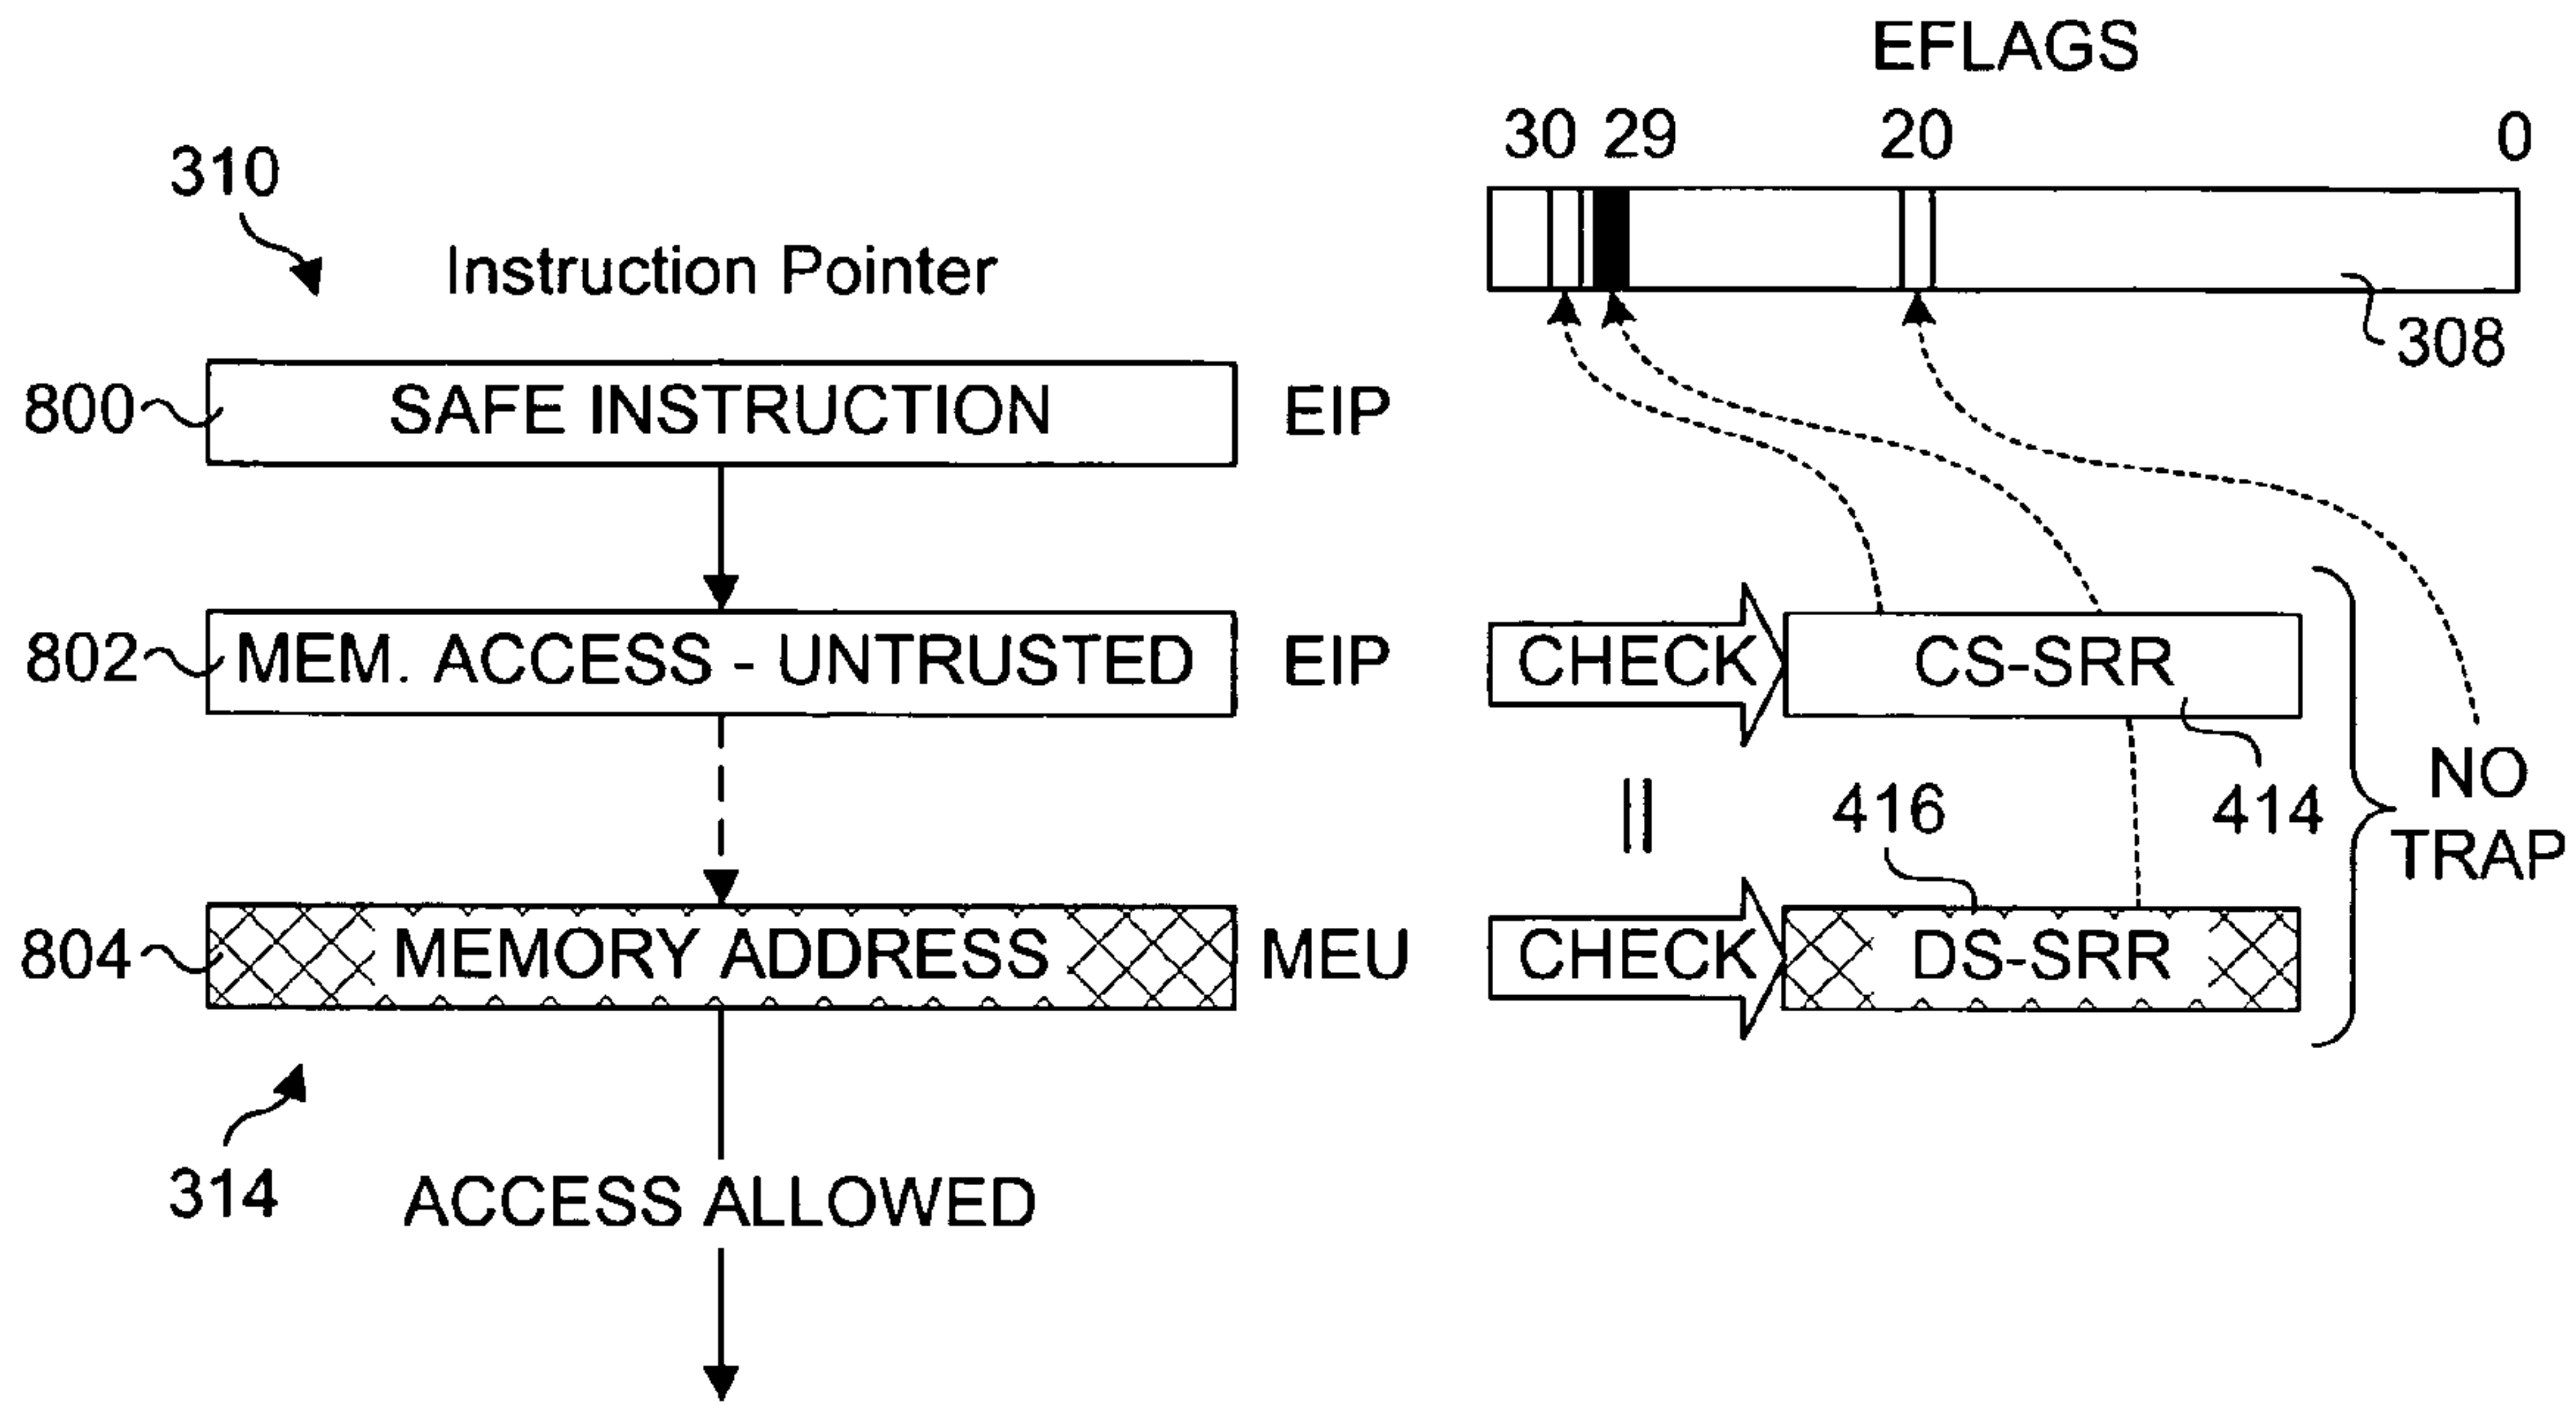 EFLAGS
30 29 20 0
310
Instruction Pointer
308
800 SAFE INSTRUCTION EIP
802 MEM. ACCESS - UNTRUSTED EIP CHECK CS-SRR
416 414 NO
TRAP
804 MEMORY ADDRESS MEU CHECK DS-SRR
314 ACCESS ALLOWED